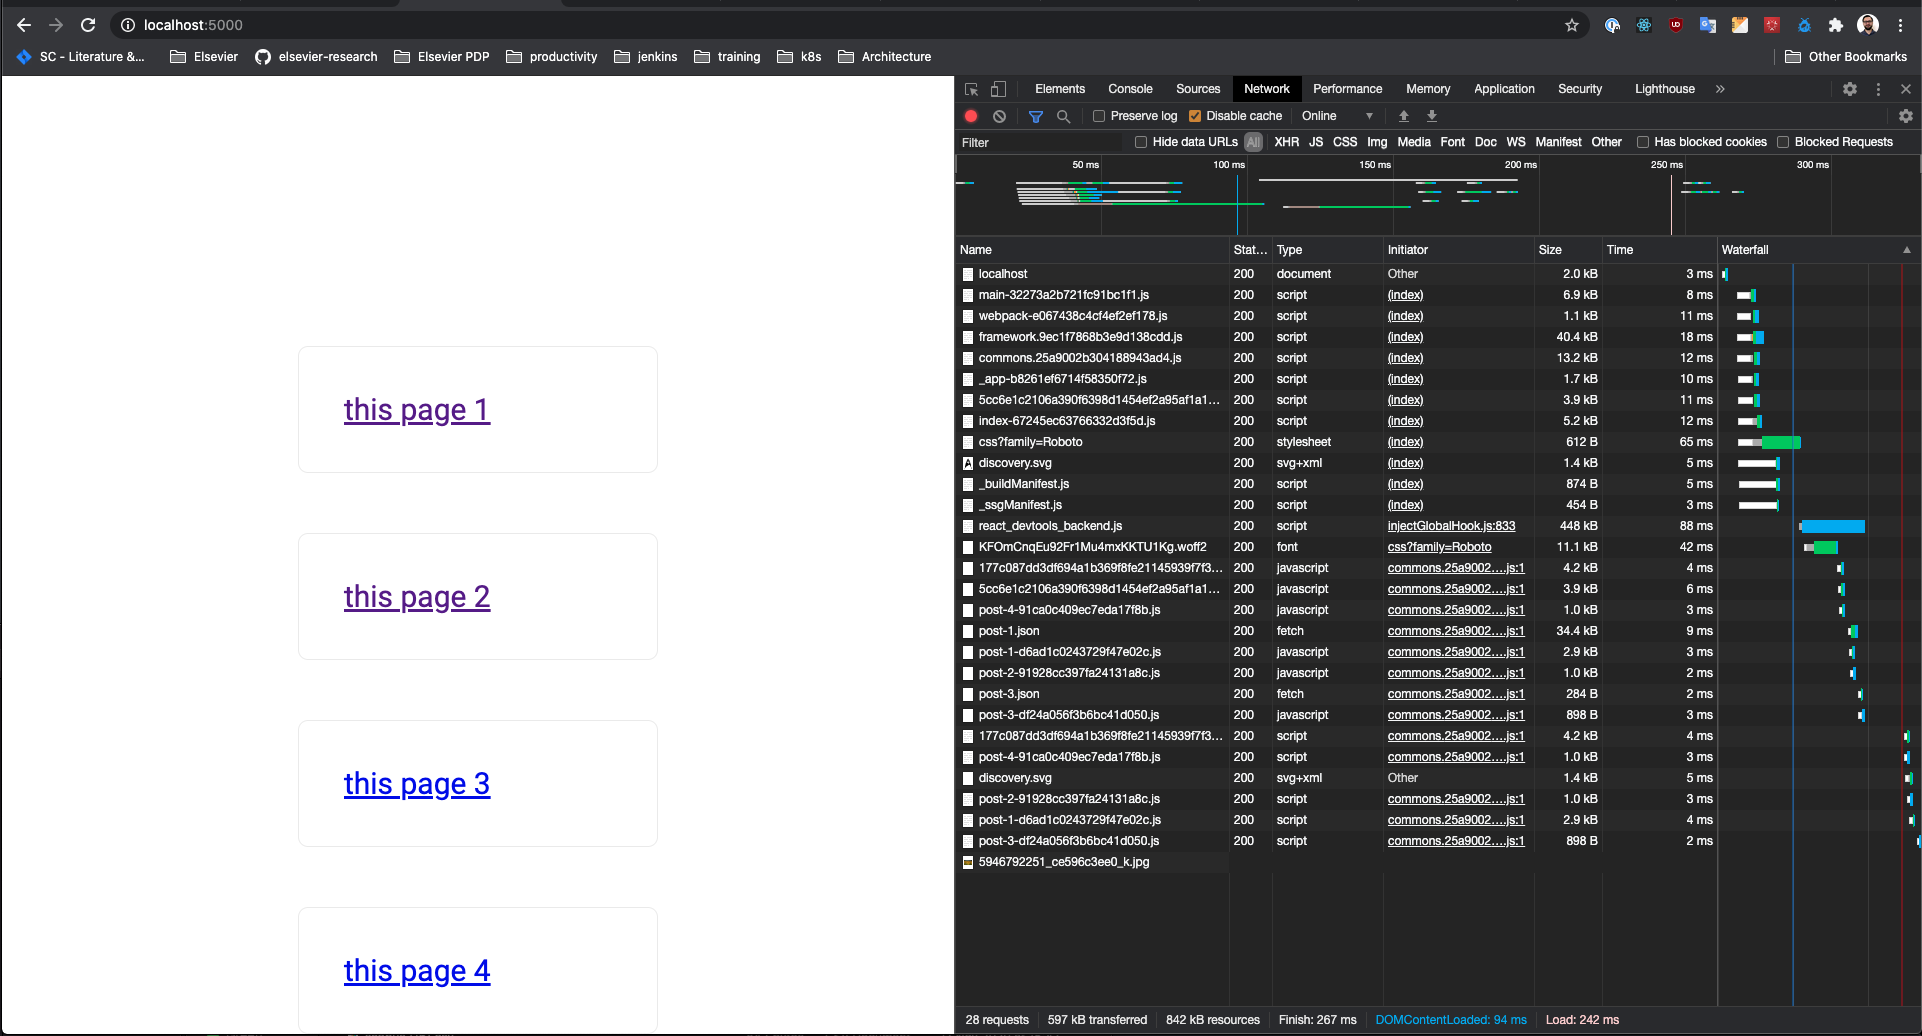 localhost:5000
SC - Literature &... Elsevier elsevier-research Elsevier PDP productivity jenkins training k8s Architecture Other Bookmarks
this page 1
this page 2
this page 3
this page 4
Elements Console Sources Network Performance Memory Application Security Lighthouse »
Preserve log Disable cache Online
Filter Hide data URLs All XHR JS CSS Img Media Font Doc WS Manifest Other Has blocked cookies Blocked Requests
50 ms 100 ms 150 ms 200 ms 250 ms 300 ms
Name Stat... Type Initiator Size Time Waterfall
localhost 200 document Other 2.0 kB 3 ms
main-32273a2b721fc91bc1f1.js 200 script (index) 6.9 kB 8 ms
webpack-e067438c4cf4ef2ef178.js 200 script (index) 1.1 kB 11 ms
framework.9ec1f7868b3e9d138cdd.js 200 script (index) 40.4 kB 18 ms
commons.25a9002b304188943ad4.js 200 script (index) 13.2 kB 12 ms
_app-b8261ef6714f58350f72.js 200 script (index) 1.7 kB 10 ms
5cc6e1c2106a390f6398d1454ef2a95af1a1... 200 script (index) 3.9 kB 11 ms
index-67245ec63766332d3f5d.js 200 script (index) 5.2 kB 12 ms
css?family=Roboto 200 stylesheet (index) 612 B 65 ms
discovery.svg 200 svg+xml (index) 1.4 kB 5 ms
_buildManifest.js 200 script (index) 874 B 5 ms
_ssgManifest.js 200 script (index) 454 B 3 ms
react_devtools_backend.js 200 script injectGlobalHook.js:833 448 kB 88 ms
KFOmCnqEu92Fr1Mu4mxKKTU1Kg.woff2 200 font css?family=Roboto 11.1 kB 42 ms
177c087dd3df694a1b369f8fe21145939f7f3... 200 javascript commons.25a9002....js:1 4.2 kB 4 ms
5cc6e1c2106a390f6398d1454ef2a95af1a1... 200 javascript commons.25a9002....js:1 3.9 kB 6 ms
post-4-91ca0c409ec7eda17f8b.js 200 javascript commons.25a9002....js:1 1.0 kB 3 ms
post-1.json 200 fetch commons.25a9002....js:1 34.4 kB 9 ms
post-1-d6ad1c0243729f47e02c.js 200 javascript commons.25a9002....js:1 2.9 kB 3 ms
post-2-91928cc397fa24131a8c.js 200 javascript commons.25a9002....js:1 1.0 kB 2 ms
post-3.json 200 fetch commons.25a9002....js:1 284 B 2 ms
post-3-df24a056f3b6bc41d050.js 200 javascript commons.25a9002....js:1 898 B 3 ms
177c087dd3df694a1b369f8fe21145939f7f3... 200 script commons.25a9002....js:1 4.2 kB 4 ms
post-4-91ca0c409ec7eda17f8b.js 200 script commons.25a9002....js:1 1.0 kB 3 ms
discovery.svg 200 svg+xml Other 1.4 kB 5 ms
post-2-91928cc397fa24131a8c.js 200 script commons.25a9002....js:1 1.0 kB 3 ms
post-1-d6ad1c0243729f47e02c.js 200 script commons.25a9002....js:1 2.9 kB 4 ms
post-3-df24a056f3b6bc41d050.js 200 script commons.25a9002....js:1 898 B 2 ms
5946792251_ce596c3ee0_k.jpg
28 requests 597 kB transferred 842 kB resources Finish: 267 ms DOMContentLoaded: 94 ms Load: 242 ms